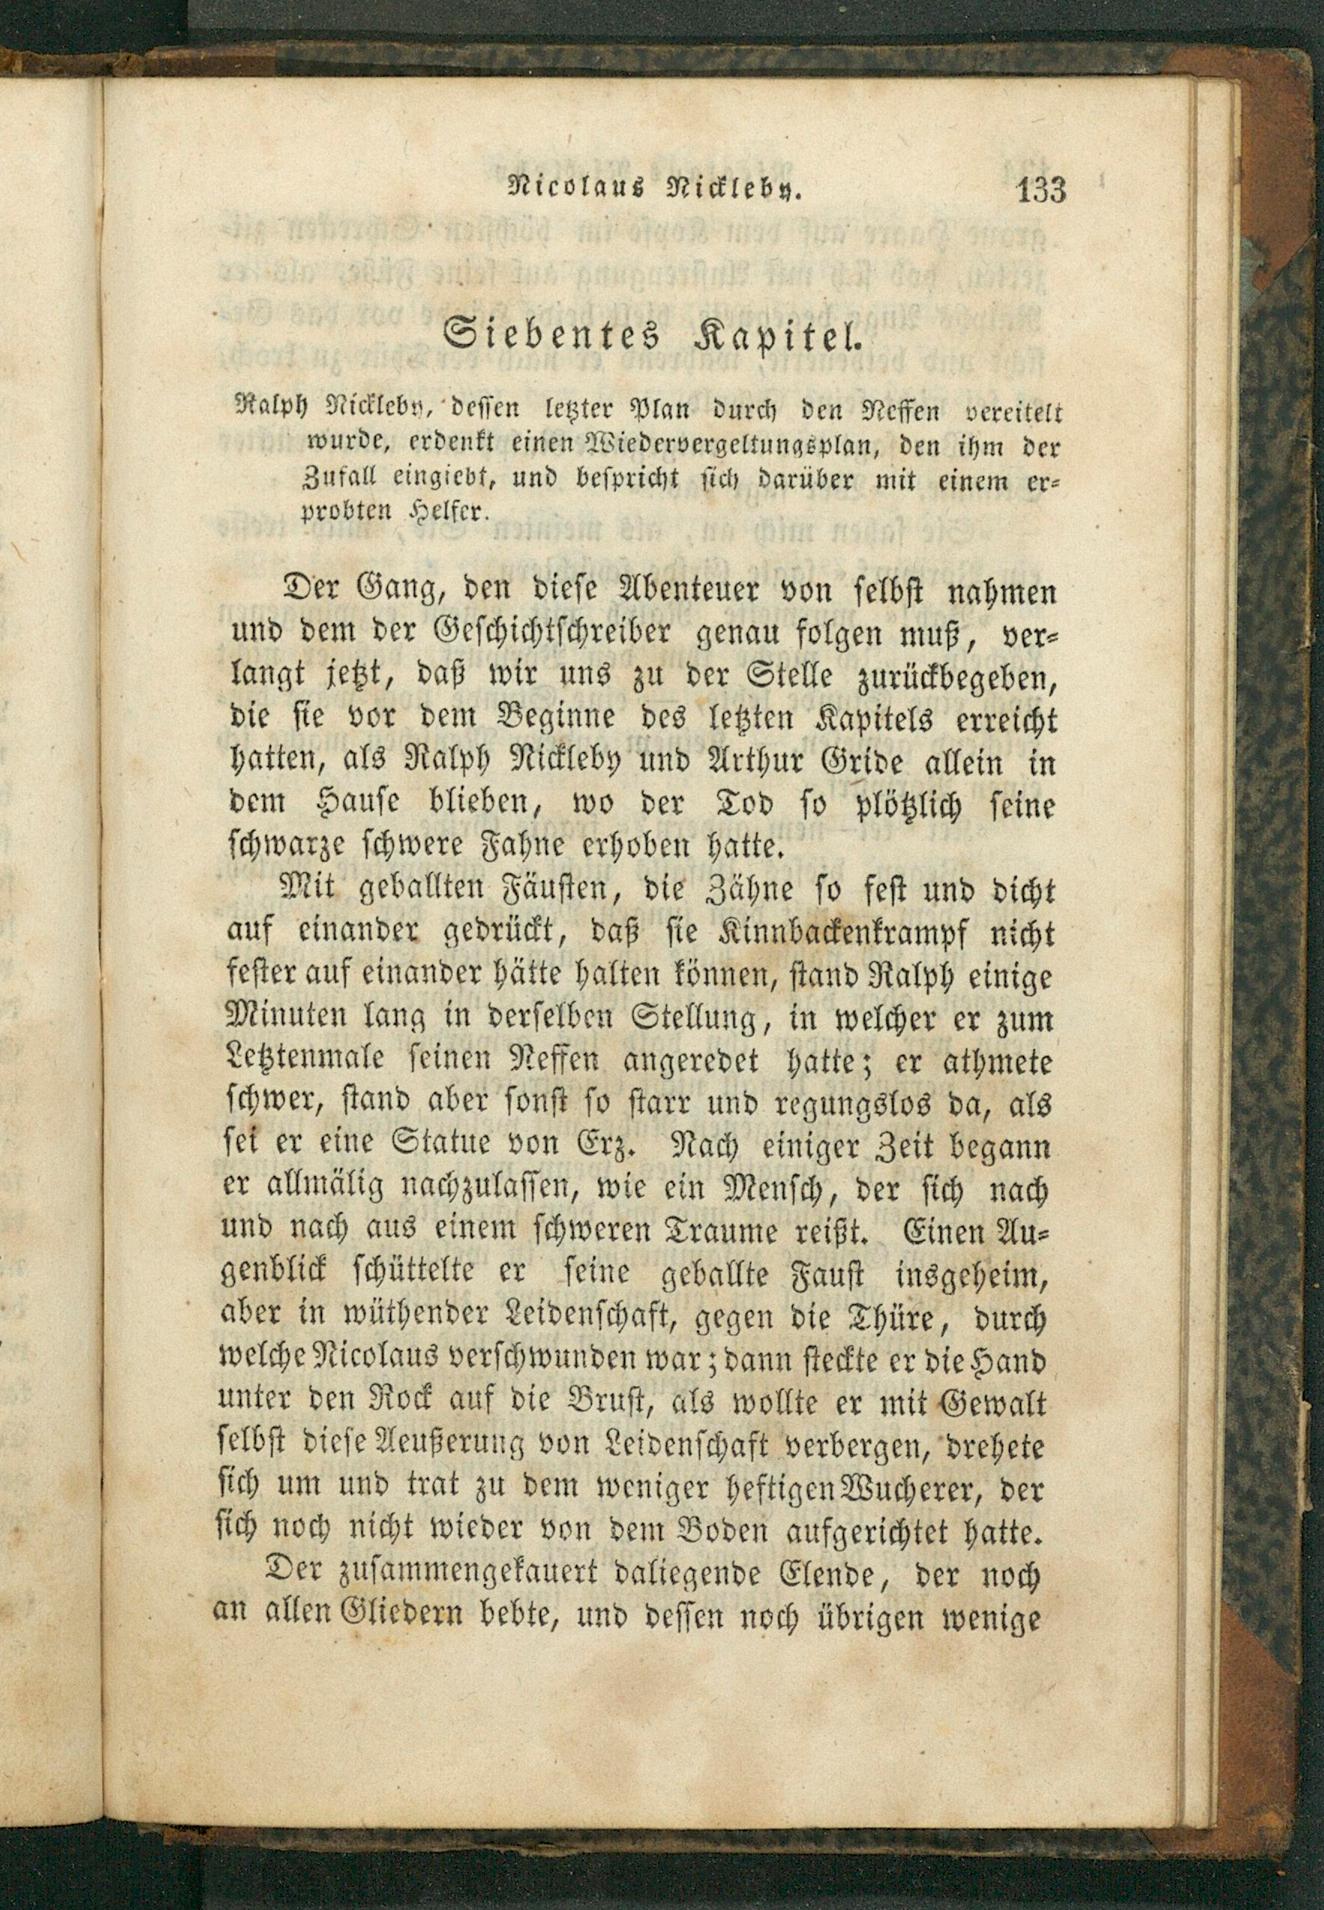 Nicolaus Nickleby. 133
Siebentes Kapitel.
Ralph Nickleby, dessen letzter Plan durch den Neffen vereitelt
wurde, erdenkt einen Wiedervergeltungsplan, den ihm der
Zufall eingiebt, und bespricht sich darüber mit einem er-
probten Helfer.
Der Gang, den diese Abenteuer von selbst nahmen
und dem der Geschichtschreiber genau folgen muß, ver-
langt jetzt, daß wir uns zu der Stelle zurückbegeben,
die sie vor dem Beginne des letzten Kapitels erreicht
hatten, als Ralph Nickleby und Arthur Gride allein in
dem Hause blieben, wo der Tod so plötzlich seine
schwarze schwere Fahne erhoben hatte.
Mit geballten Fäusten, die Zähne so fest und dicht
auf einander gedrückt, daß sie Kinnbackenkrampf nicht
fester auf einander hätte halten können, stand Ralph einige
Minuten lang in derselben Stellung, in welcher er zum
Letztenmale seinen Neffen angeredet hatte; er athmete
schwer, stand aber sonst so starr und regungslos da, als
sei er eine Statue von Erz. Nach einiger Zeit begann
er allmälig nachzulassen, wie ein Mensch, der sich nach
und nach aus einem schweren Traume reißt. Einen Au-
genblick schüttelte er seine geballte Faust insgeheim,
aber in wüthender Leidenschaft, gegen die Thüre, durch
welche Nicolaus verschwunden war; dann steckte er die Hand
unter den Rock auf die Brust, als wollte er mit Gewalt
selbst diese Aeußerung von Leidenschaft verbergen, drehete
sich um und trat zu dem weniger heftigen Wucherer, der
sich noch nicht wieder von dem Boden aufgerichtet hatte.
Der zusammengekauert daliegende Elende, der noch
an allen Gliedern bebte, und dessen noch übrigen wenige